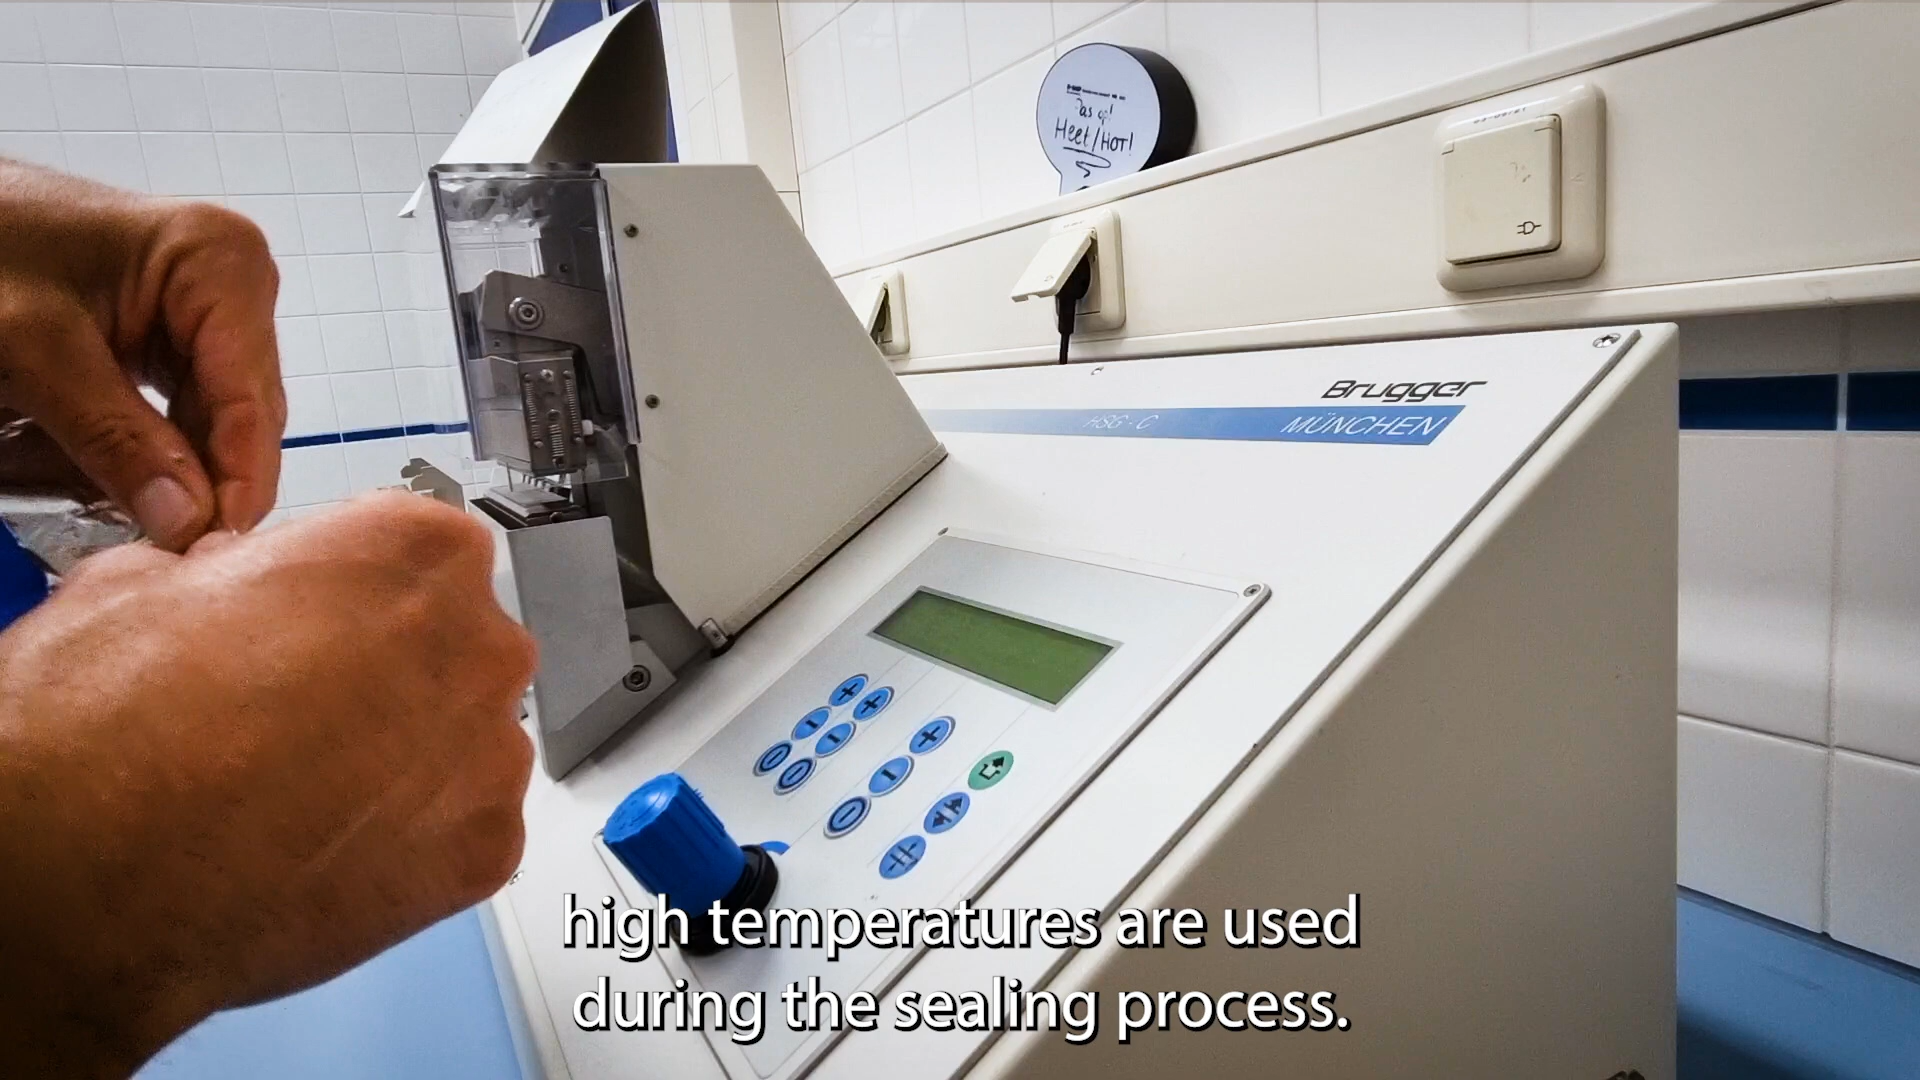 Pas op!
Heet/HOT!
Brugger
HSG-C MÜNCHEN
high temperatures are used
during the sealing process.